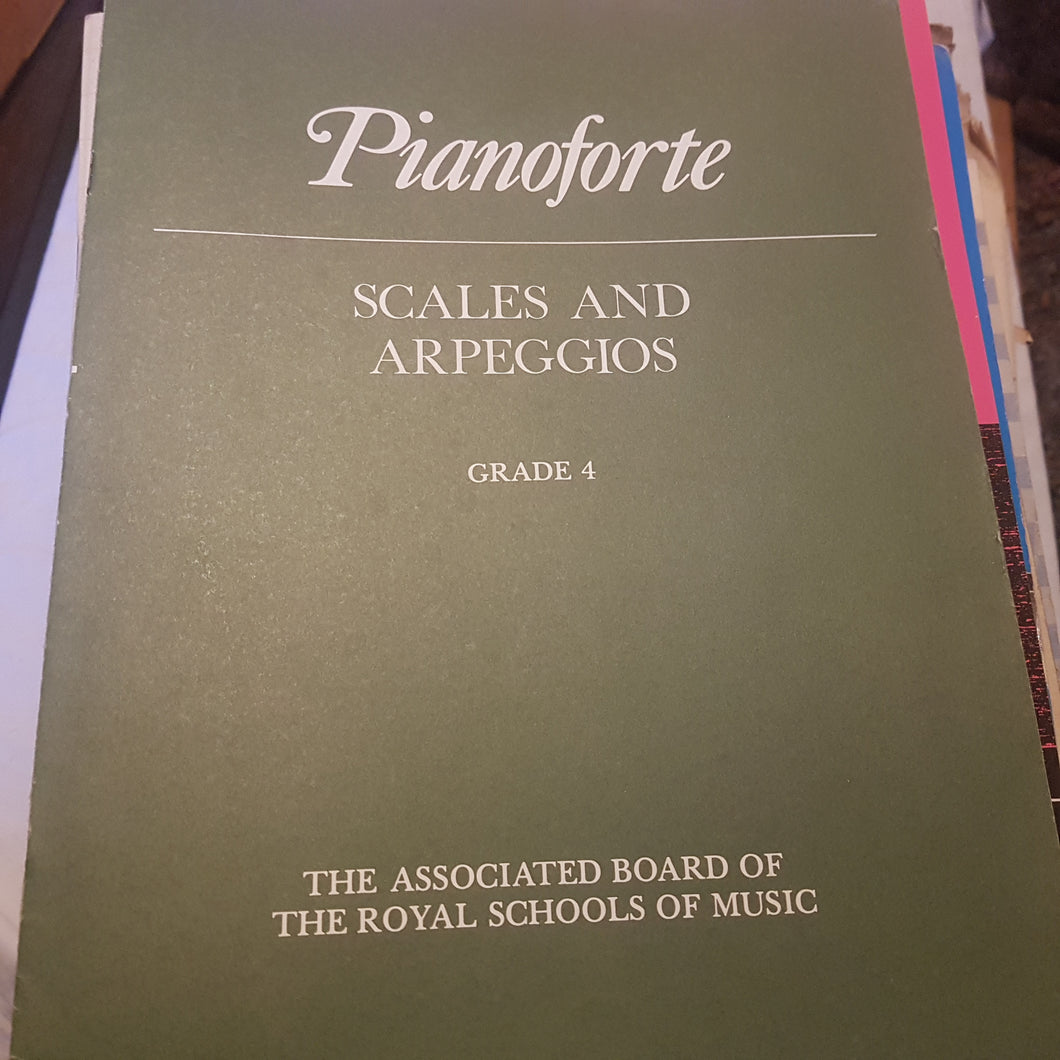 Pianoforte
SCALES AND
ARPEGGIOS
GRADE 4
THE ASSOCIATED BOARD OF
THE ROYAL SCHOOLS OF MUSIC